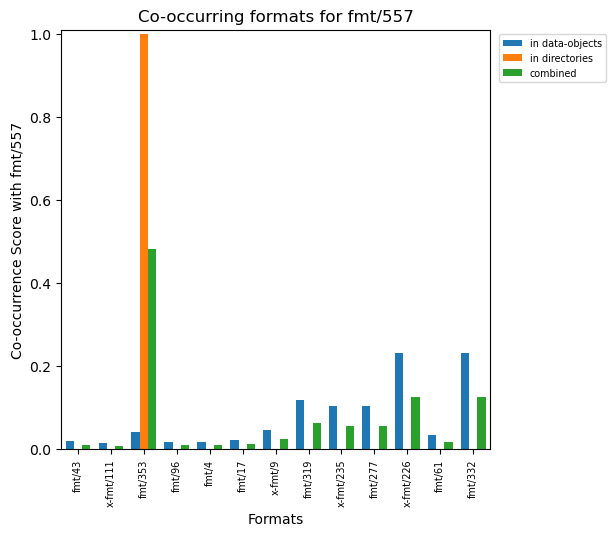 Co-occurring formats for fmt/557
in data-objects
in directories
combined
Co-occurrence Score with fmt/557
1.0
0.8
0.6
0.4
0.2
0.0
fmt/43
x-fmt/111
fmt/353
fmt/96
fmt/4
fmt/17
x-fmt/9
fmt/319
x-fmt/235
fmt/277
x-fmt/226
fmt/61
fmt/332
Formats